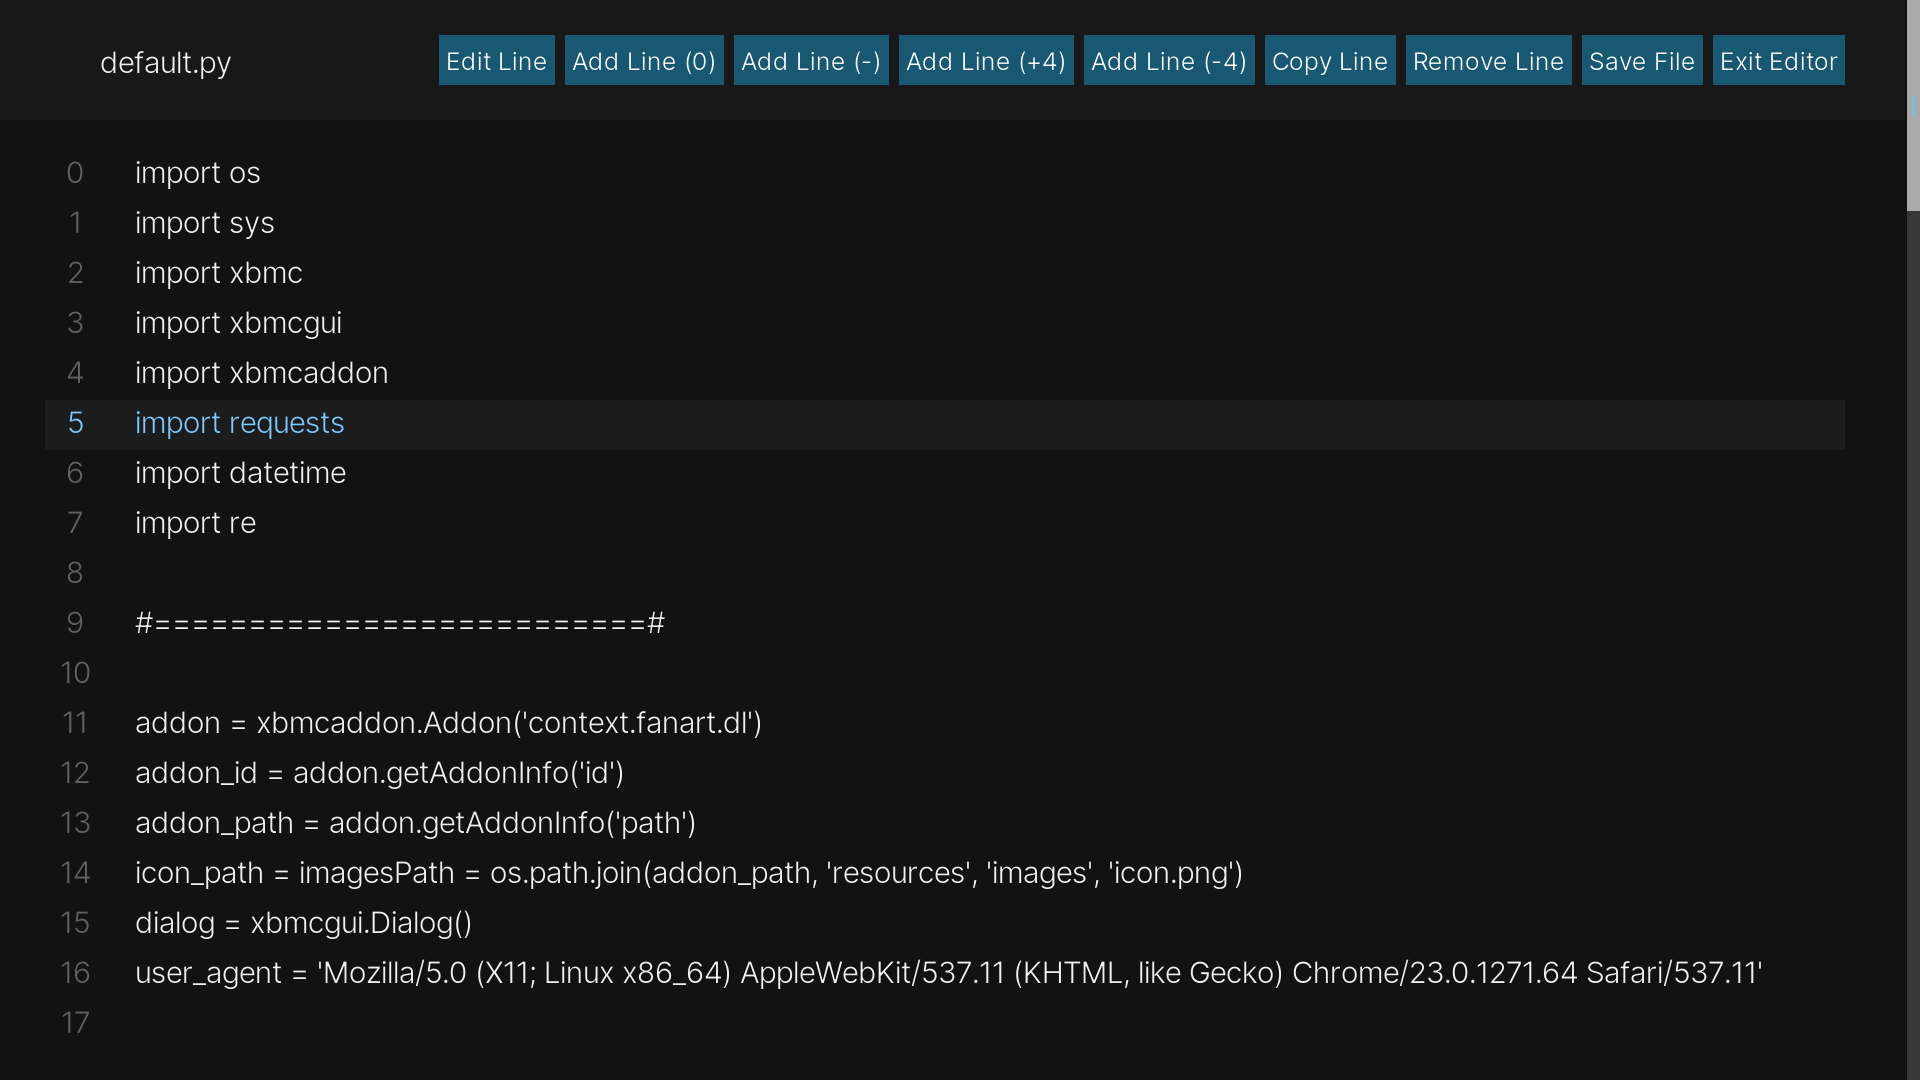 default.py
Edit Line Add Line (0) Add Line (-) Add Line (+4) Add Line (-4) Copy Line Remove Line Save File Exit Editor
0 import os
1 import sys
2 import xbmc
3 import xbmcgui
4 import xbmcaddon
5 import requests
6 import datetime
7 import re
8
9 #==========================#
10
11 addon = xbmcaddon.Addon('context.fanart.dl')
12 addon_id = addon.getAddonInfo('id')
13 addon_path = addon.getAddonInfo('path')
14 icon_path = imagesPath = os.path.join(addon_path, 'resources', 'images', 'icon.png')
15 dialog = xbmcgui.Dialog()
16 user_agent = 'Mozilla/5.0 (X11; Linux x86_64) AppleWebKit/537.11 (KHTML, like Gecko) Chrome/23.0.1271.64 Safari/537.11'
17